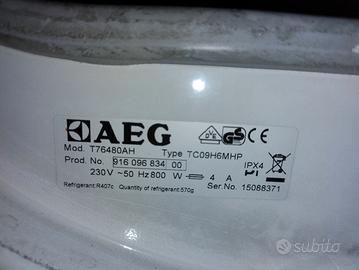 AEG
Mod. T76480AH Type TC09H6MHP
Prod. No. 916 096 834 00 IPX4
230 V ~50 Hz 800 W 4 A
Refrigerant R407c Quantity of refrigerant 570g Ser.No. 15088371
subito